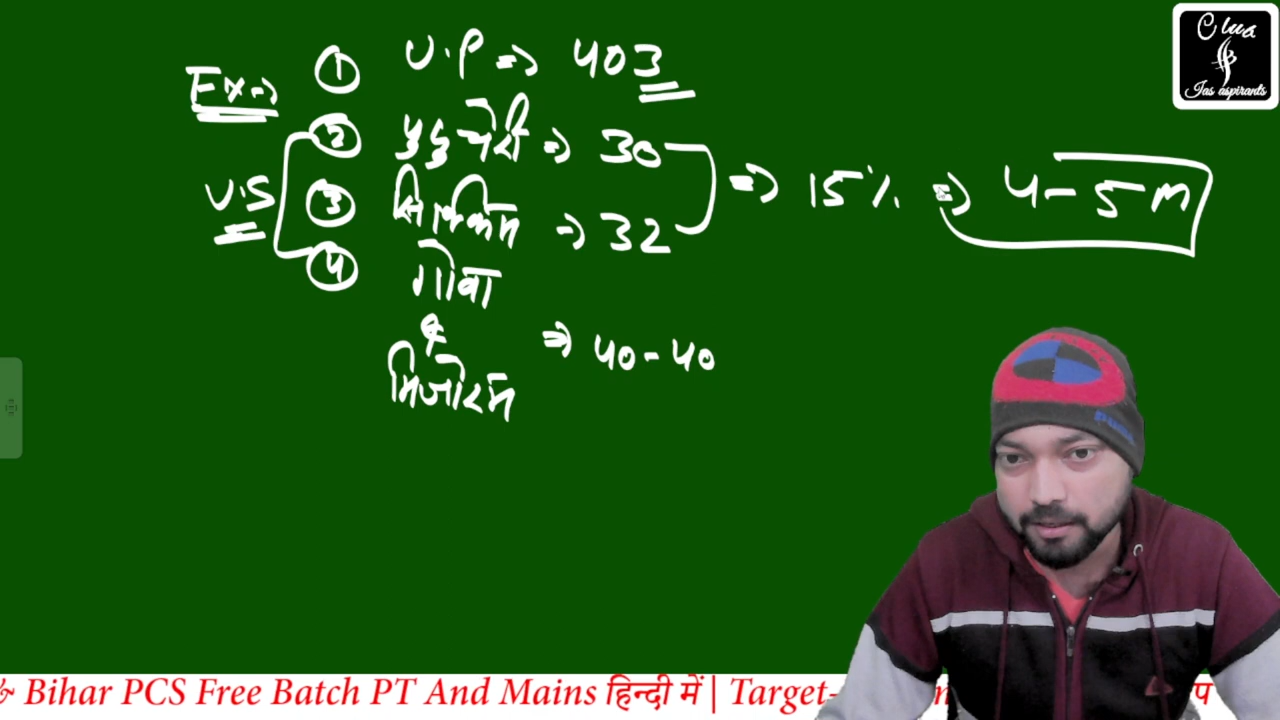 Ex→
① U.P ⇒ 403
② पुदुचेरी ⇒ 30
③ सिक्किम → 32
⇒ 15% ⇒ 4-5 m
U.S
④ गोवा
&
मिजोरम ⇒ 40-40
Clua
Ias aspirants
& Bihar PCS Free Batch PT And Mains हिन्दी में | Target-